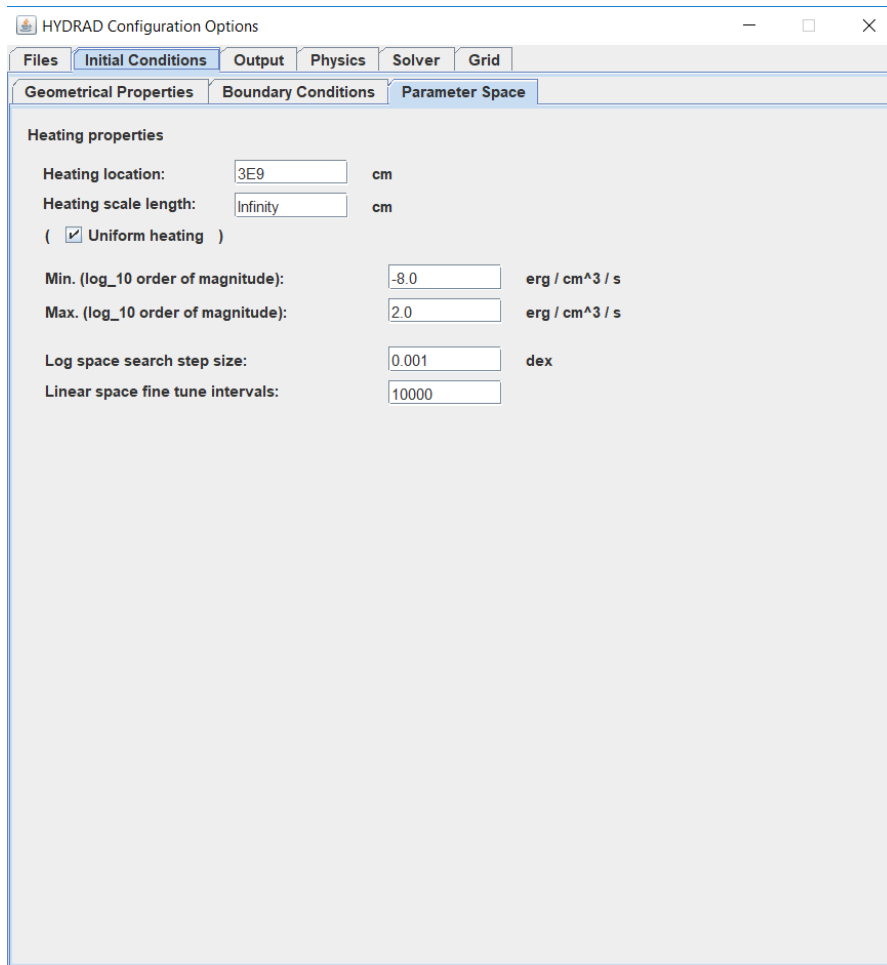 HYDRAD Configuration Options
Files Initial Conditions Output Physics Solver Grid
Geometrical Properties Boundary Conditions Parameter Space
Heating properties
Heating location: 3E9 cm
Heating scale length: Infinity cm
( Uniform heating )
Min. (log_10 order of magnitude): -8.0 erg / cm^3 / s
Max. (log_10 order of magnitude): 2.0 erg / cm^3 / s
Log space search step size: 0.001 dex
Linear space fine tune intervals: 10000